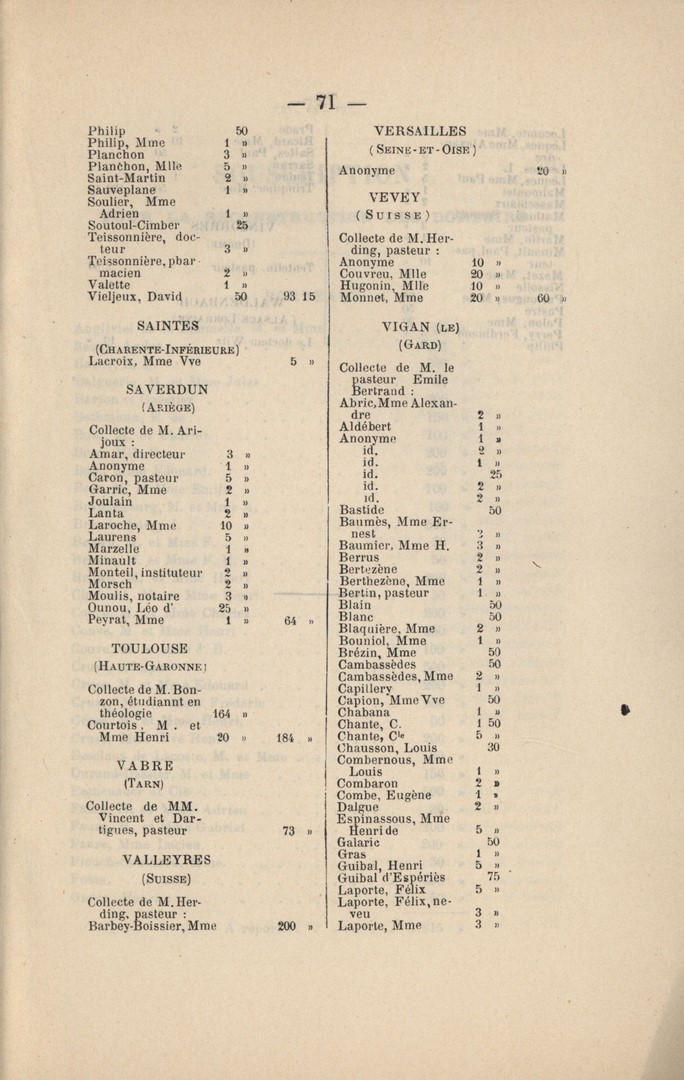 — 71 —
Philip 50
Philip, Mme 1 »
Planchon 3 »
Planchon, Mlle 5 »
Saint-Martin 2 »
Sauveplane 1 »
Soulier, Mme
Adrien 1 »
Soutoul-Cimber 25
Teissonnière, doc-
teur 3 »
Teissonnière, phar-
macien 2 »
Valette 1 »
Vieljeux, David 50 93 15
SAINTES
(CHARENTE-INFÉRIEURE)
Lacroix, Mme Vve 5 »
SAVERDUN
(ARIÈGE)
Collecte de M. Ari-
joux :
Amar, directeur 3 »
Anonyme 1 »
Caron, pasteur 5 »
Garric, Mme 2 »
Joulain 1 »
Lanta 2 »
Laroche, Mme 10 »
Laurens 5 »
Marzelle 1 »
Minault 1 »
Monteil, instituteur 2 »
Morsch 2 »
Moulis, notaire 3 »
Ounou, Léo d' 25 »
Peyrat, Mme 1 » 64 »
TOULOUSE
(HAUTE-GARONNE)
Collecte de M. Bon-
zon, étudiannt en
théologie 164 »
Courtois, M. et
Mme Henri 20 » 184 »
VABRE
(TARN)
Collecte de MM.
Vincent et Dar-
tigues, pasteur 73 »
VALLEYRES
(SUISSE)
Collecte de M. Her-
ding, pasteur :
Barbey-Boissier, Mme 200 »
VERSAILLES
(SEINE-ET-OISE)
Anonyme 20 »
VEVEY
(SUISSE)
Collecte de M. Her-
ding, pasteur :
Anonyme 10 »
Couvreu, Mlle 20 »
Hugonin, Mlle 10 »
Monnet, Mme 20 » 60 »
VIGAN (LE)
(GARD)
Collecte de M. le
pasteur Emile
Bertrand :
Abric, Mme Alexan-
dre 2 »
Aldébert 1 »
Anonyme 1 »
id. 2 »
id. 1 »
id. 25
id. 2 »
id. 2 »
Bastide 50
Baumès, Mme Er-
nest »
Baumier, Mme H. 3 »
Berrus 2 »
Bertezène 2 »
Berthezène, Mme 1 »
Bertin, pasteur 1 »
Blain 50
Blanc 50
Blaquière, Mme 2 »
Bouniol, Mme 1 »
Brézin, Mme 50
Cambassèdes 50
Cambassèdes, Mme 2 »
Capillery 1 »
Capion, Mme Vve 50
Chabana 1 »
Chante, C. 1 50
Chante, Cle 5 »
Chausson, Louis 30
Combernous, Mme
Louis 1 »
Combaron 2 »
Combe, Eugène 1 »
Dalgue 2 »
Espinassous, Mme
Henri de 5 »
Galaric 50
Gras 1 »
Guibal, Henri 5 »
Guibal d'Espériès 75
Laporte, Félix 5 »
Laporte, Félix, ne-
veu 3 »
Laporte, Mme 3 »